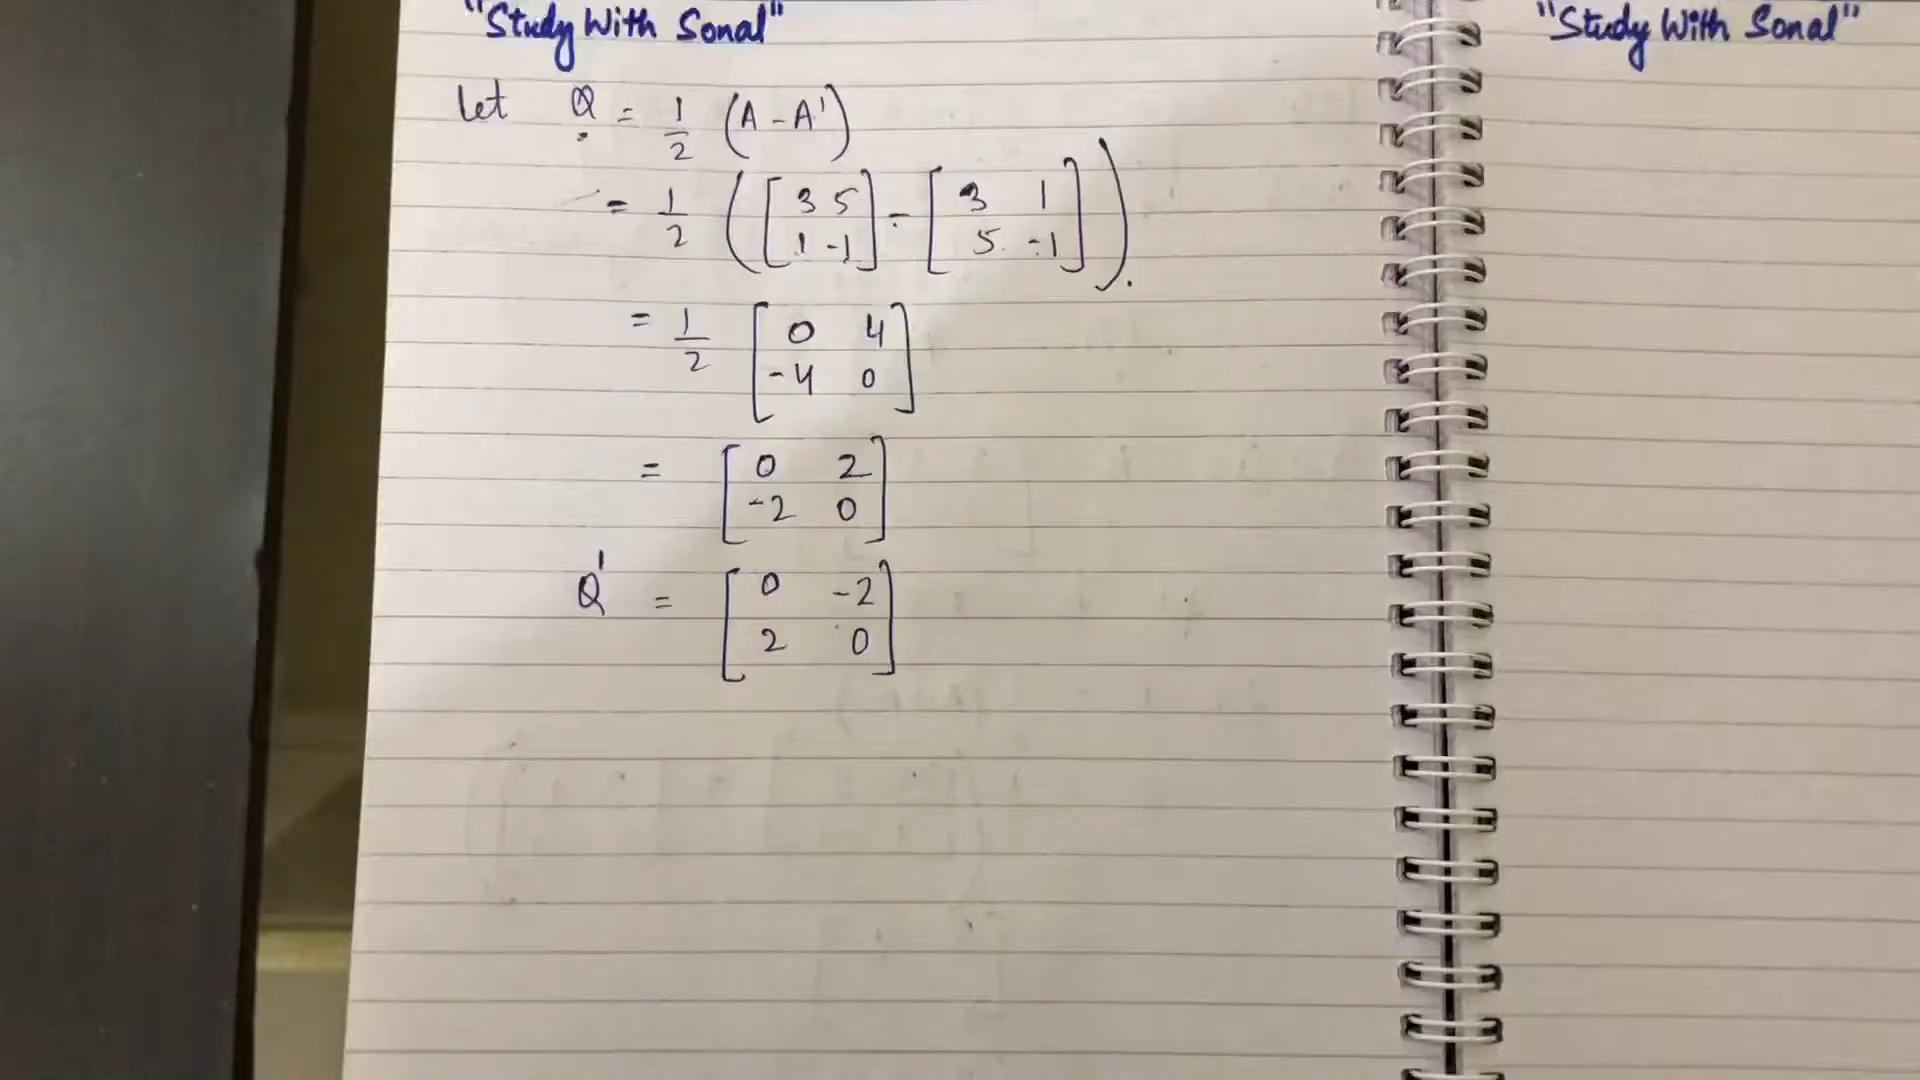 "Study With Sonal" "Study With Sonal"
Let Q = 1/2 (A - A')
= 1/2 ([3 5; 1 -1] - [3 1; 5 -1]).
= 1/2 [0 4; -4 0]
= [0 2; -2 0]
Q' = [0 -2; 2 0]